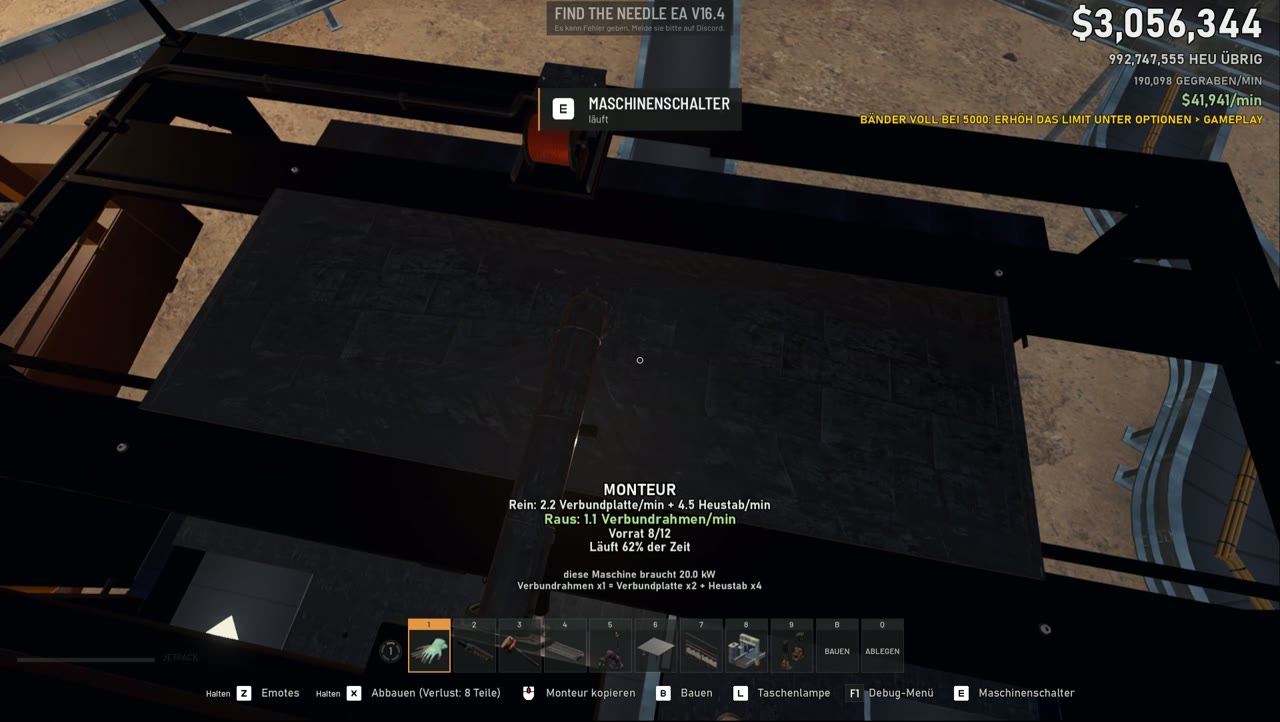 FIND THE NEEDLE EA V16.4
Es kann Fehler geben. Melde sie bitte auf Discord.
$3,056,344
992,747,555 HEU ÜBRIG
190,098 GEGRABEN/MIN
$41,941/min
BÄNDER VOLL BEI 5000: ERHÖH DAS LIMIT UNTER OPTIONEN > GAMEPLAY
E MASCHINENSCHALTER
läuft
MONTEUR
Rein: 2.2 Verbundplatte/min + 4.5 Heustab/min
Raus: 1.1 Verbundrahmen/min
Vorrat 8/12
Läuft 62% der Zeit
diese Maschine braucht 20.0 kW
Verbundrahmen x1 = Verbundplatte x2 + Heustab x4
1 2 3 4 5 6 7 8 9 B Q
1 BAUEN ABLEGEN
JETPACK
Halten Z Emotes Halten X Abbauen (Verlust: 8 Teile) Monteur kopieren B Bauen L Taschenlampe F1 Debug-Menü E Maschinenschalter